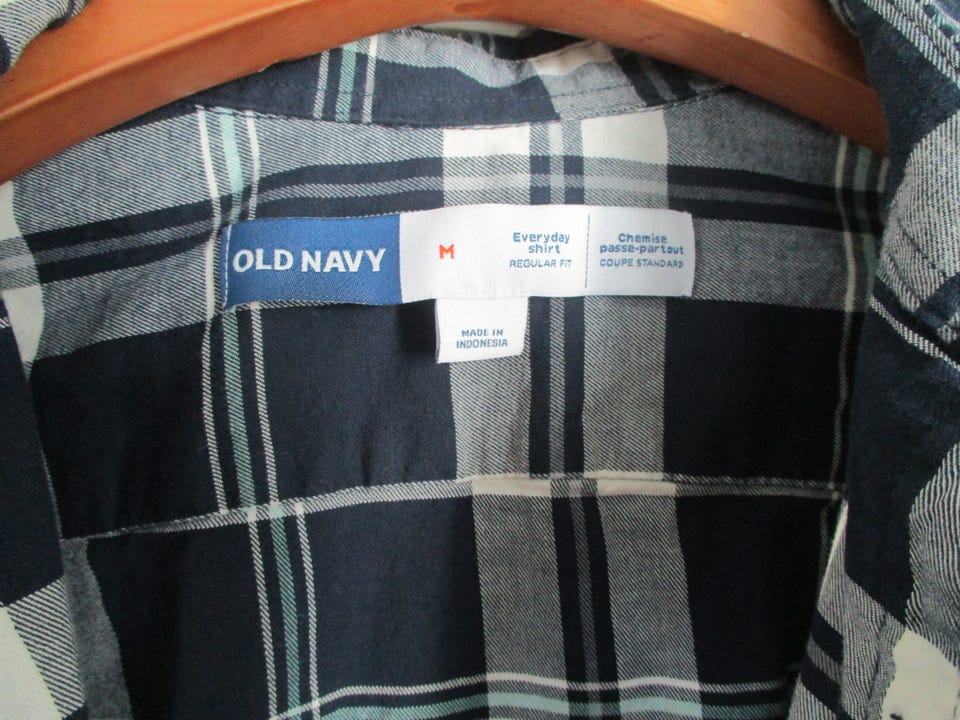 OLD NAVY
M
Everyday
shirt
REGULAR FIT
Chemise
passe-partout
COUPE STANDARD
MADE IN
INDONESIA